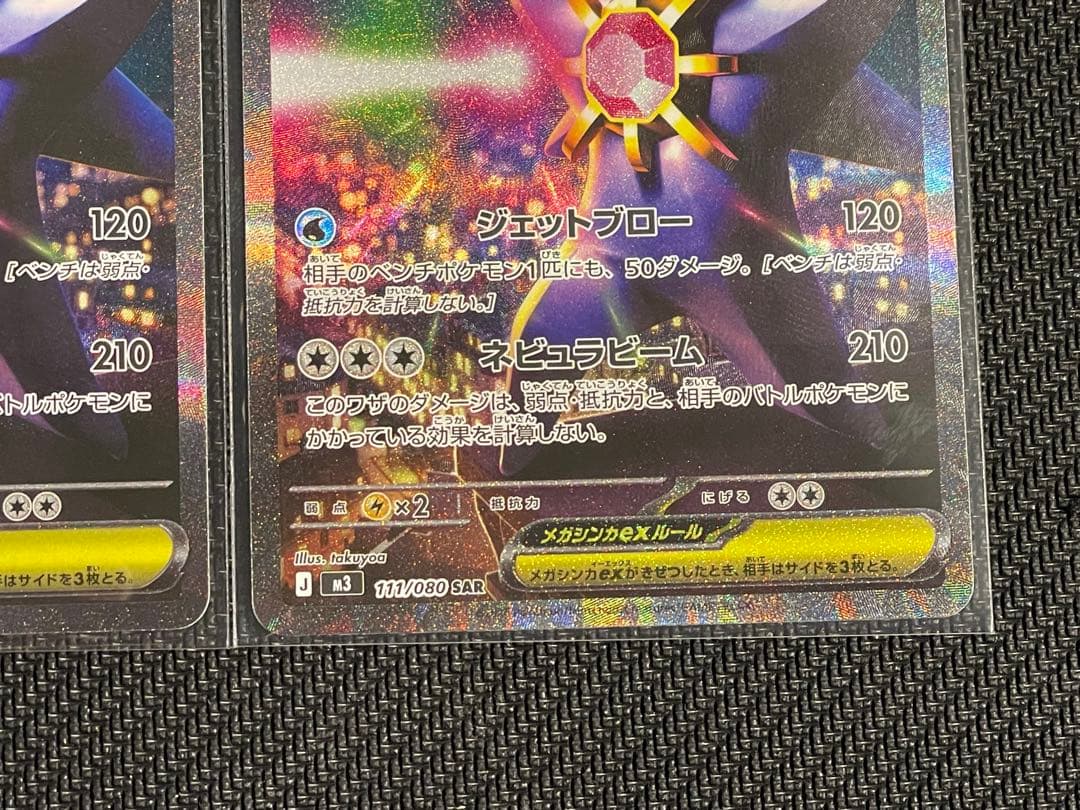 120
[ベンチは弱点・
210
トルポケモンに
手はサイドを3枚とる。
ジェットブロー 120
相手のベンチポケモン1匹にも、50ダメージ。[ベンチは弱点・
抵抗力を計算しない。]
ネビュラビーム 210
このワザのダメージは、弱点・抵抗力と、相手のバトルポケモンに
かかっている効果を計算しない。
弱点 ×2 抵抗力 にげる
メガシンカexルール
メガシンカexがきぜつしたとき、相手はサイドを3枚とる。
Illus. takuyoa
J M3 111/080 SAR